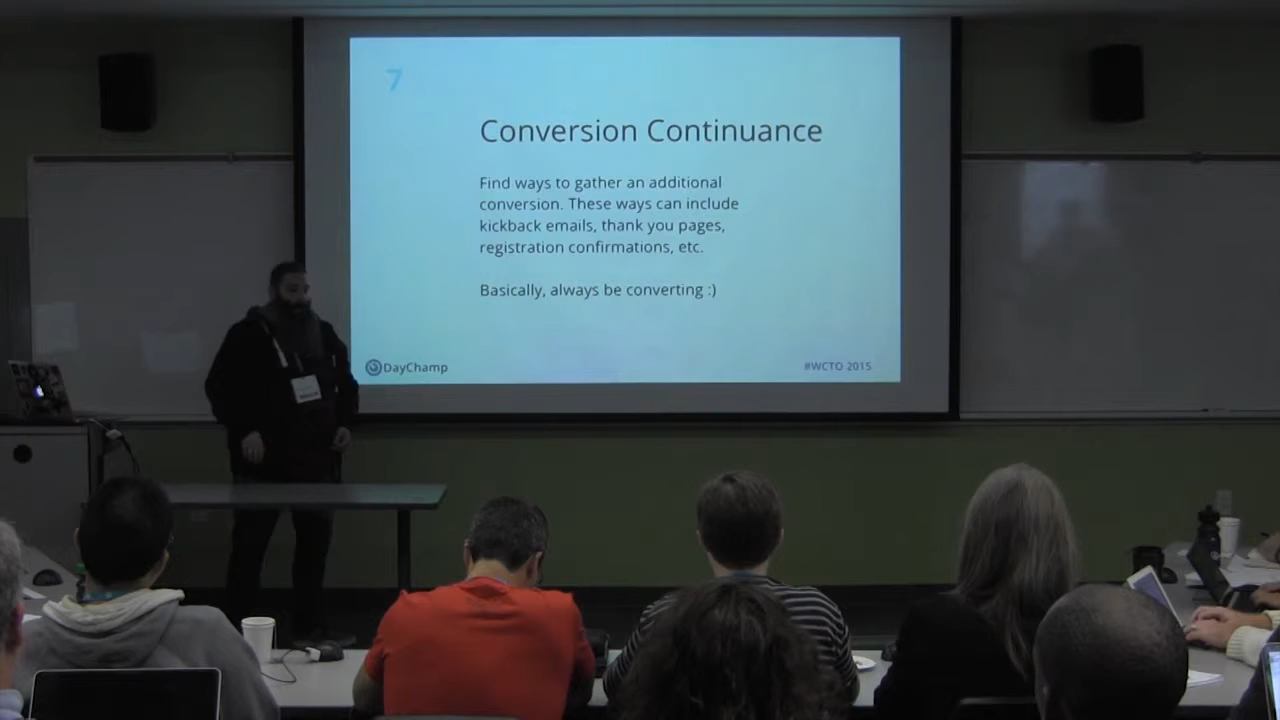 7
Conversion Continuance
Find ways to gather an additional
conversion. These ways can include
kickback emails, thank you pages,
registration confirmations, etc.
Basically, always be converting :)
DayChamp
#WCTO 2015